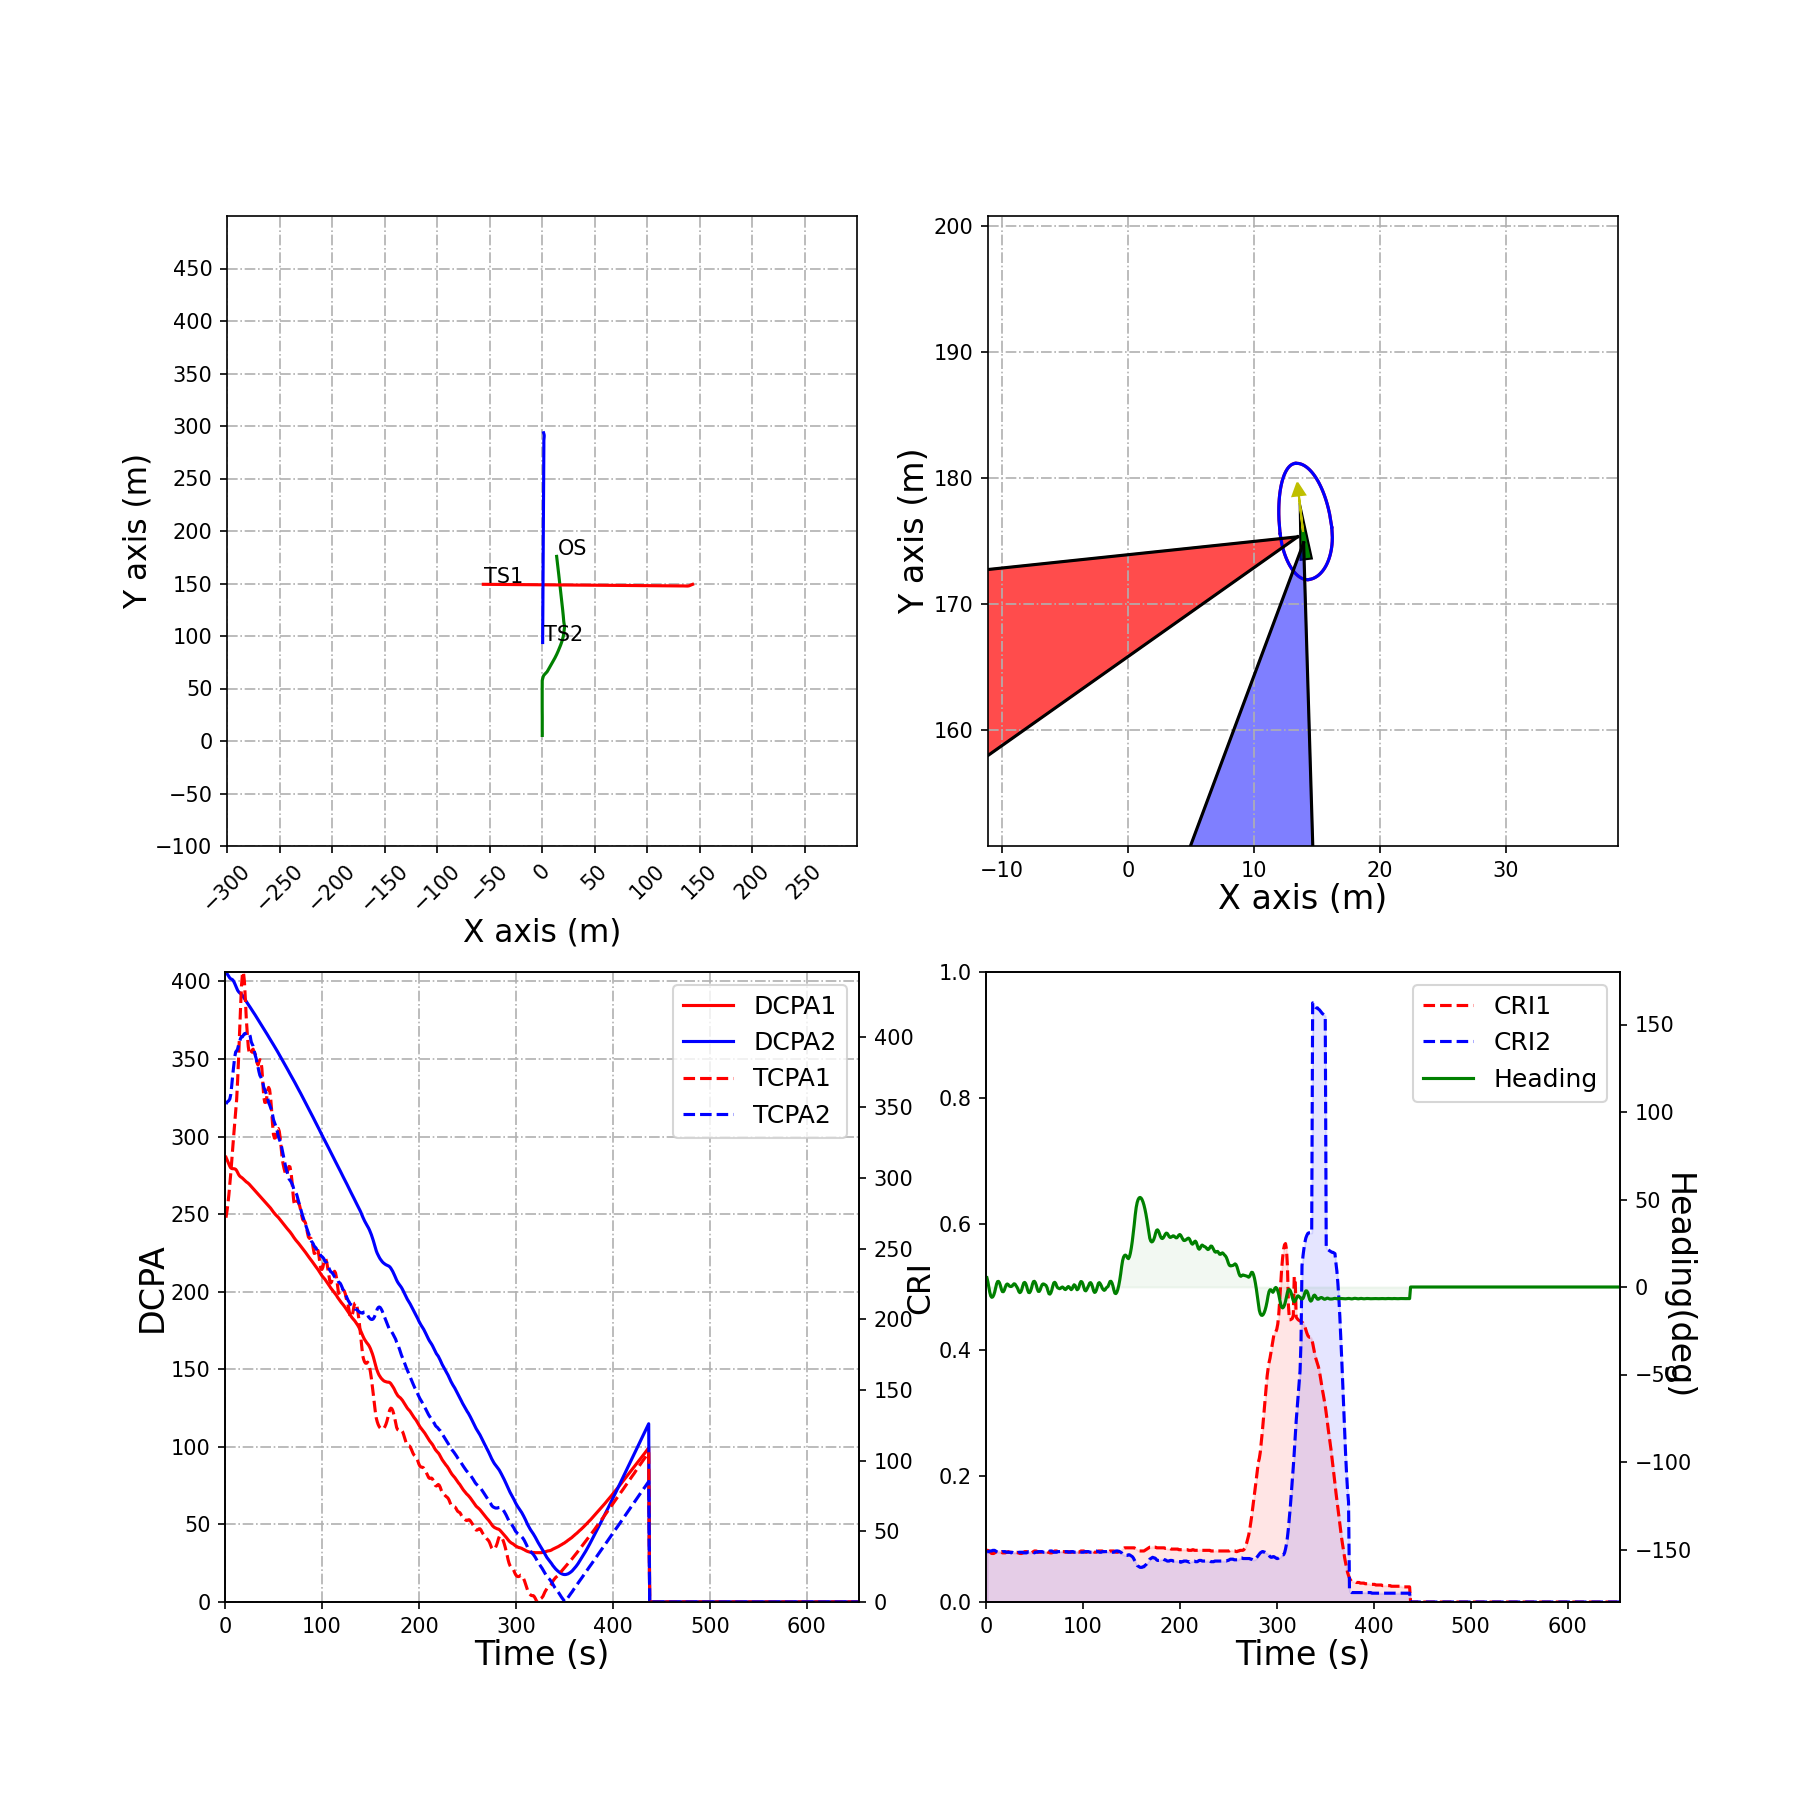 450
400
350
300
250
200
150
100
50
0
−50
−100
Y axis (m)
OS
TS1
TS2
−300 −250 −200 −150 −100 −50 0 50 100 150 200 250
X axis (m)
200
190
180
170
160
Y axis (m)
−10 0 10 20 30
X axis (m)
400
350
300
250
200
150
100
50
0
DCPA
DCPA1
DCPA2
TCPA1
TCPA2
400
350
300
250
200
150
100
50
0
0 100 200 300 400 500 600
Time (s)
1.0
0.8
0.6
0.4
0.2
0.0
CRI
CRI1
CRI2
Heading
150
100
50
0
−50
−100
−150
Heading(deg)
0 100 200 300 400 500 600
Time (s)